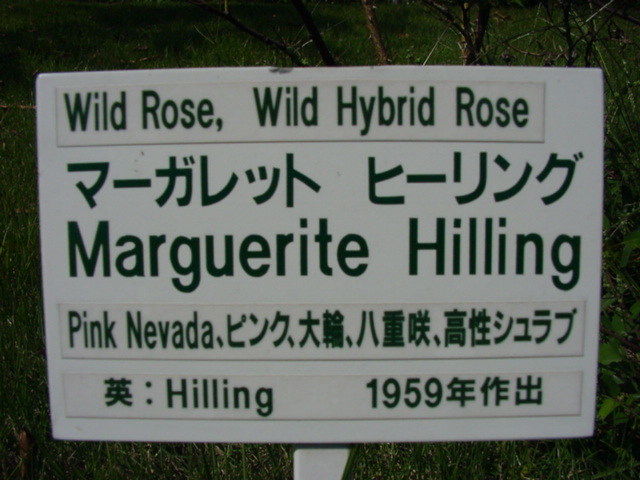 Wild Rose, Wild Hybrid Rose
マーガレット ヒーリング
Marguerite Hilling
Pink Nevada、ピンク、大輪、八重咲、高性シュラブ
英：Hilling 1959年作出